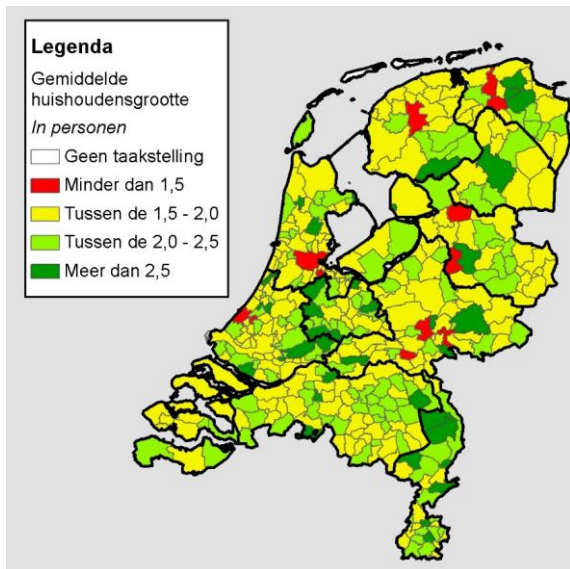 Legenda
Gemiddelde
huishoudensgrootte
In personen
Geen taakstelling
Minder dan 1,5
Tussen de 1,5 - 2,0
Tussen de 2,0 - 2,5
Meer dan 2,5